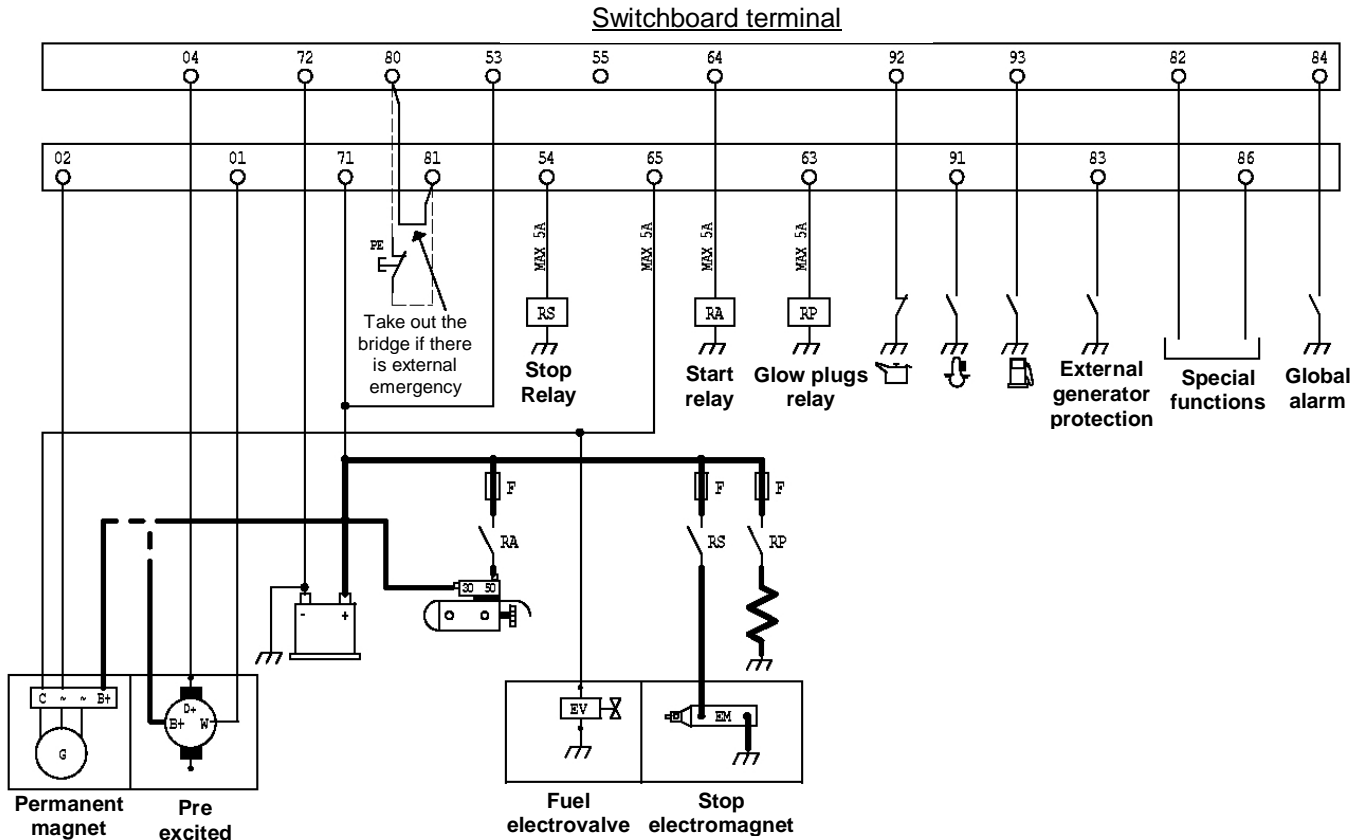 Switchboard terminal
04 72 80 53 55 64 92 93 82 84
02 01 71 81 54 65 63 91 83 86
MAX 5A MAX 5A MAX 5A MAX 5A
PE
RS RA RP
Take out the
bridge if there
is external
emergency
Stop
Relay
Start
relay
Glow plugs
relay
External
generator
protection
Special
functions
Global
alarm
F F F
RA RS RP
30 50
- +
C ~ ~ B+
G
D+
B+ W
EV
EM
Permanent
magnet
Pre
excited
Fuel
electrovalve
Stop
electromagnet